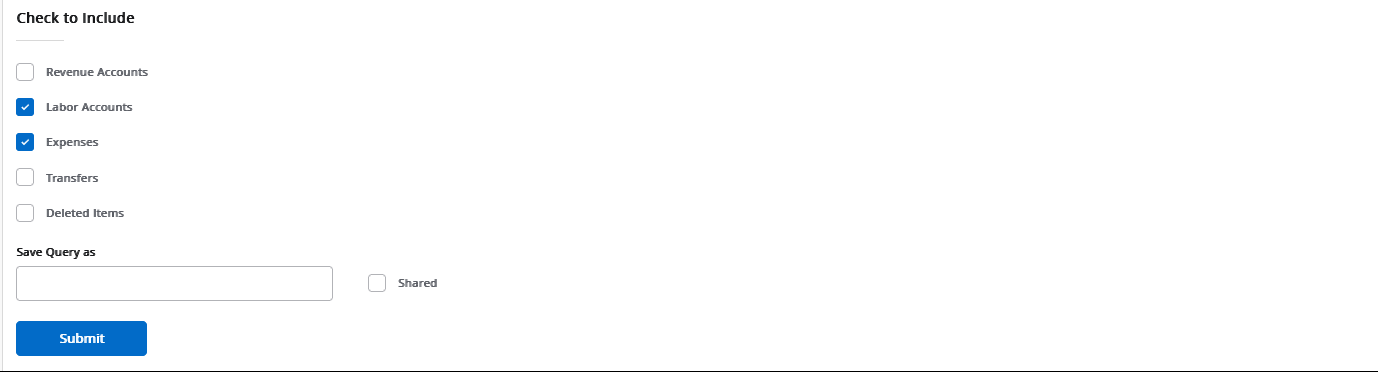 Check to Include
Revenue Accounts
Labor Accounts
Expenses
Transfers
Deleted Items
Save Query as
Shared
Submit